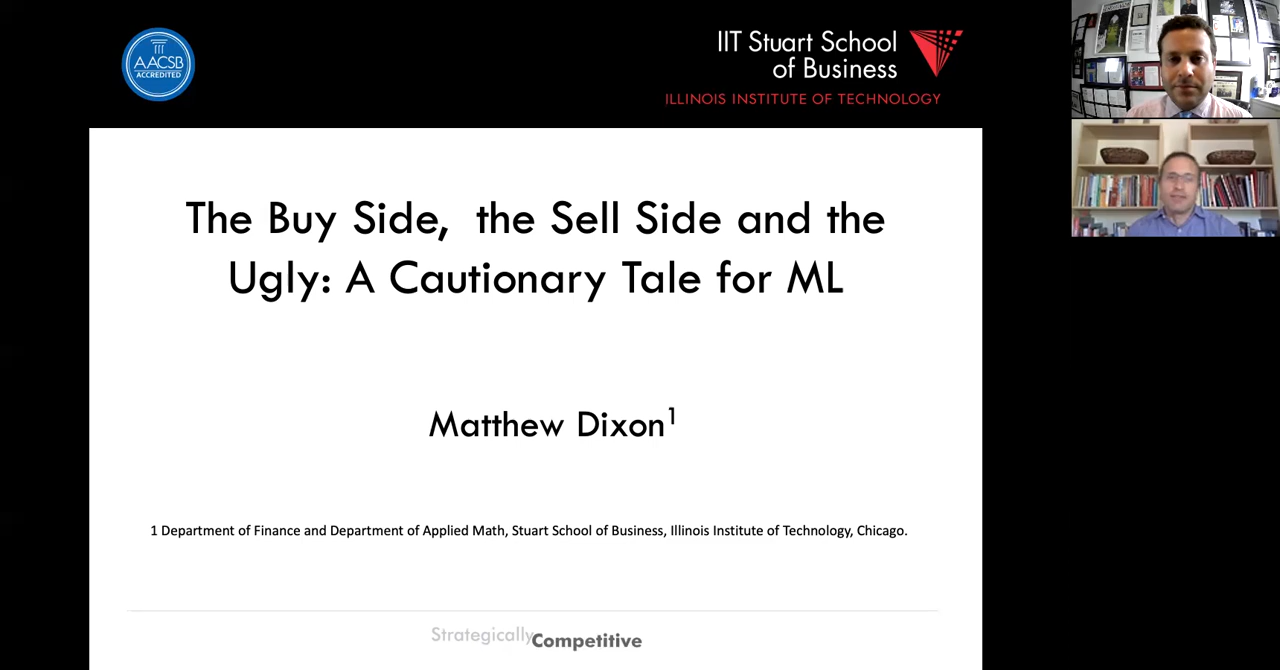 AACSB
ACCREDITED
IIT Stuart School
of Business
ILLINOIS INSTITUTE OF TECHNOLOGY
The Buy Side, the Sell Side and the
Ugly: A Cautionary Tale for ML
Matthew Dixon1
1 Department of Finance and Department of Applied Math, Stuart School of Business, Illinois Institute of Technology, Chicago.
StrategicallyCompetitive